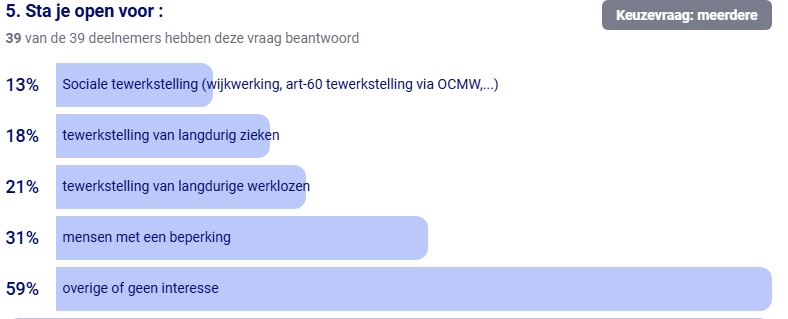 5. Sta je open voor :
Keuzevraag: meerdere
39 van de 39 deelnemers hebben deze vraag beantwoord
13% Sociale tewerkstelling (wijkwerking, art-60 tewerkstelling via OCMW,...)
18% tewerkstelling van langdurig zieken
21% tewerkstelling van langdurige werklozen
31% mensen met een beperking
59% overige of geen interesse